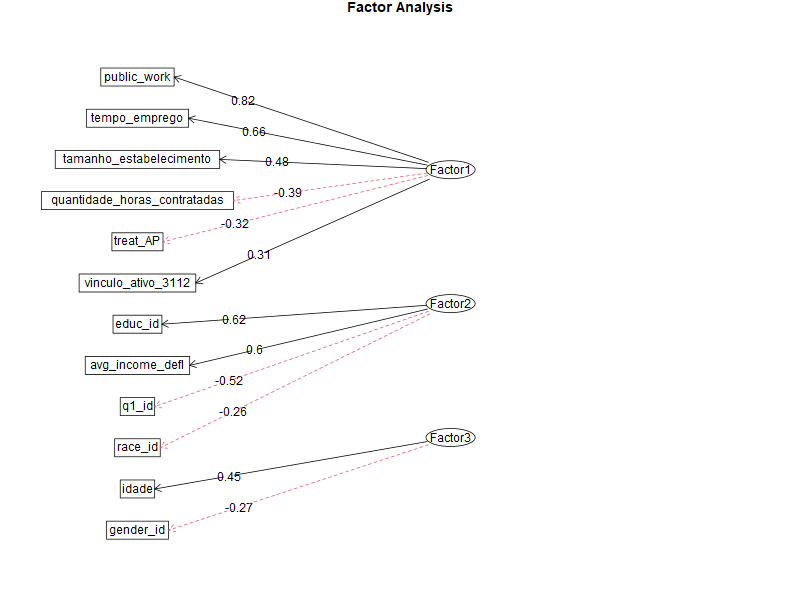 Factor Analysis
public_work
0.82
tempo_emprego
0.66
tamanho_estabelecimento
0.48
Factor1
quantidade_horas_contratadas
-0.39
-0.32
treat_AP
0.31
vinculo_ativo_3112
Factor2
educ_id
0.62
avg_income_defl
0.6
-0.52
q1_id
-0.26
race_id
Factor3
0.45
idade
-0.27
gender_id